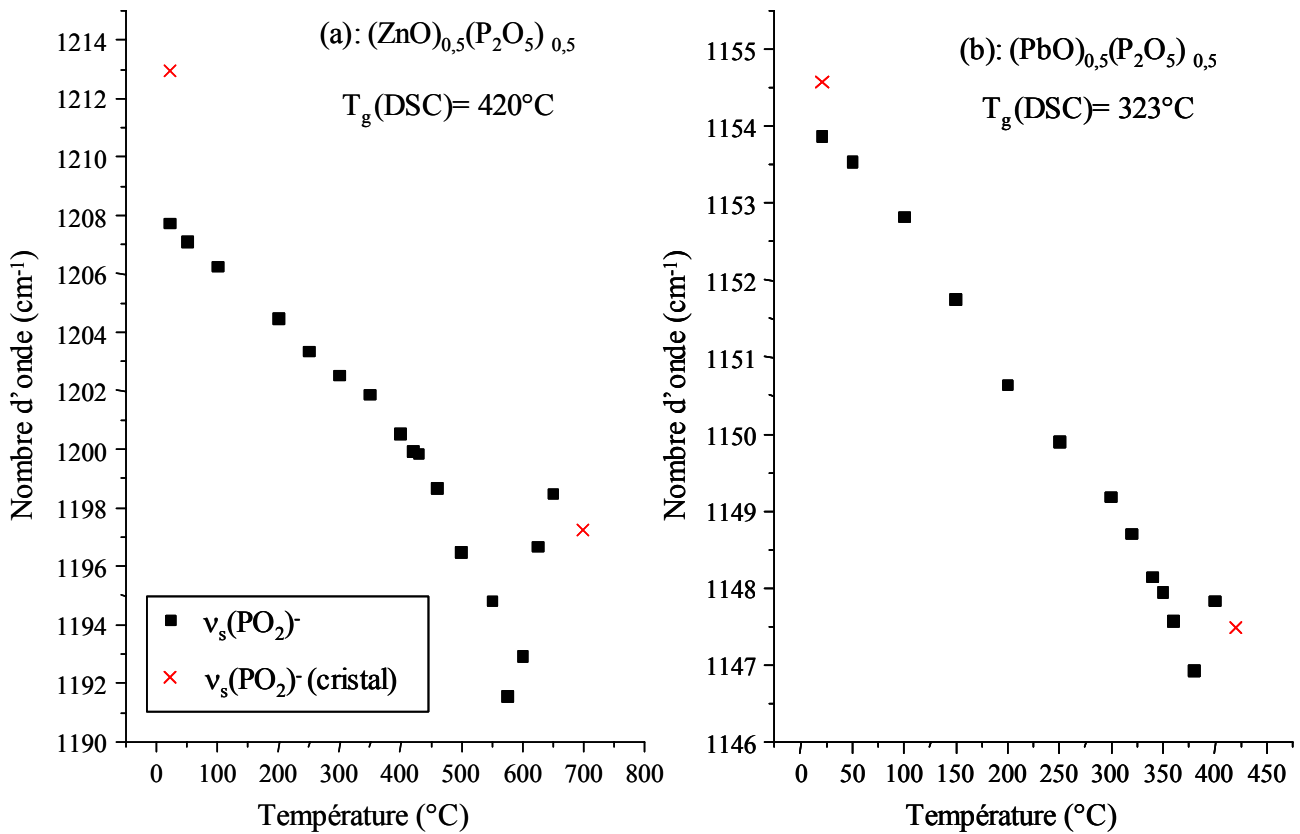 (a): (ZnO)0,5(P2O5) 0,5
Tg(DSC)= 420°C
1214
1212
1210
1208
1206
1204
1202
1200
1198
1196
1194
1192
1190
Nombre d'onde (cm-1)
νs(PO2)-
νs(PO2)- (cristal)
0 100 200 300 400 500 600 700 800
Température (°C)
(b): (PbO)0,5(P2O5) 0,5
Tg(DSC)= 323°C
1155
1154
1153
1152
1151
1150
1149
1148
1147
1146
Nombre d'onde (cm-1)
0 50 100 150 200 250 300 350 400 450
Température (°C)